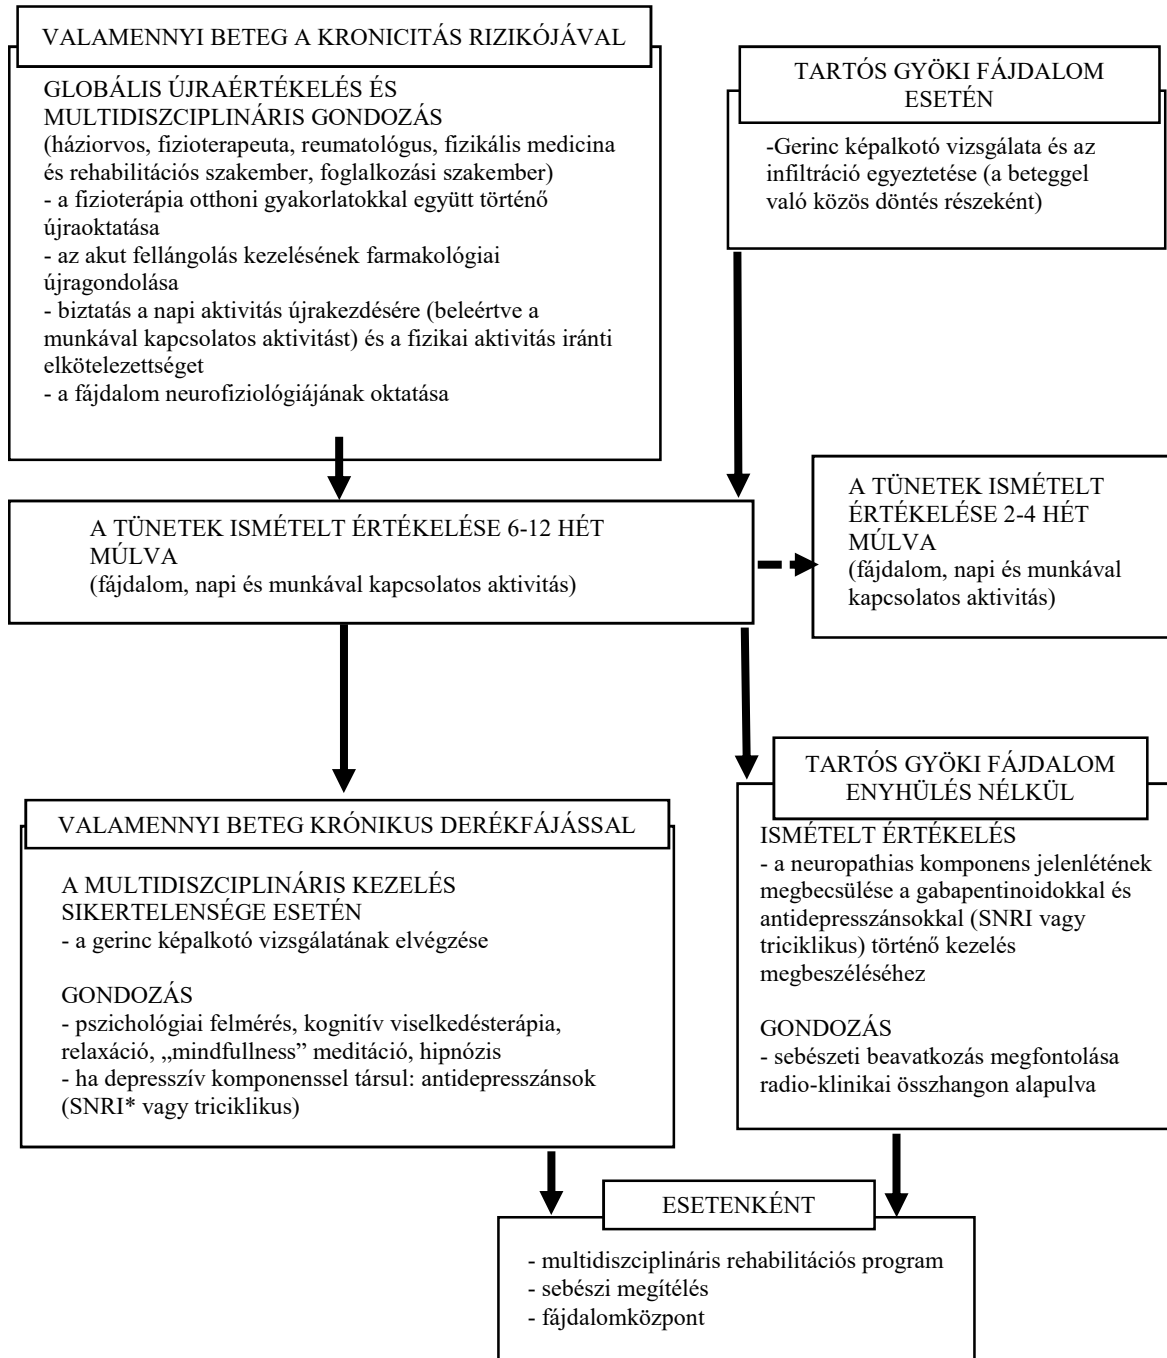 VALAMENNYI BETEG A KRONICITÁS RIZIKÓJÁVAL
GLOBÁLIS ÚJRAÉRTÉKELÉS ÉS
MULTIDISZCIPLINÁRIS GONDOZÁS
(háziorvos, fizioterapeuta, reumatológus, fizikális medicina
és rehabilitációs szakember, foglalkozási szakember)
- a fizioterápia otthoni gyakorlatokkal együtt történő
újraoktatása
- az akut fellángolás kezelésének farmakológiai
újragondolása
- biztatás a napi aktivitás újrakezdésére (beleértve a
munkával kapcsolatos aktivitást) és a fizikai aktivitás iránti
elkötelezettséget
- a fájdalom neurofiziológiájának oktatása
TARTÓS GYÖKI FÁJDALOM
ESETÉN
-Gerinc képalkotó vizsgálata és az
infiltráció egyeztetése (a beteggel
való közös döntés részeként)
A TÜNETEK ISMÉTELT ÉRTÉKELÉSE 6-12 HÉT
MÚLVA
(fájdalom, napi és munkával kapcsolatos aktivitás)
A TÜNETEK ISMÉTELT
ÉRTÉKELÉSE 2-4 HÉT
MÚLVA
(fájdalom, napi és munkával
kapcsolatos aktivitás)
VALAMENNYI BETEG KRÓNIKUS DERÉKFÁJÁSSAL
A MULTIDISZCIPLINÁRIS KEZELÉS
SIKERTELENSÉGE ESETÉN
- a gerinc képalkotó vizsgálatának elvégzése
GONDOZÁS
- pszichológiai felmérés, kognitív viselkedésterápia,
relaxáció, „mindfullness” meditáció, hipnózis
- ha depresszív komponenssel társul: antidepresszánsok
(SNRI* vagy triciklikus)
TARTÓS GYÖKI FÁJDALOM
ENYHÜLÉS NÉLKÜL
ISMÉTELT ÉRTÉKELÉS
- a neuropathias komponens jelenlétének
megbecsülése a gabapentinoidokkal és
antidepresszánsokkal (SNRI vagy
triciklikus) történő kezelés
megbeszéléséhez
GONDOZÁS
- sebészeti beavatkozás megfontolása
radio-klinikai összhangon alapulva
ESETENKÉNT
- multidiszciplináris rehabilitációs program
- sebészi megítélés
- fájdalomközpont